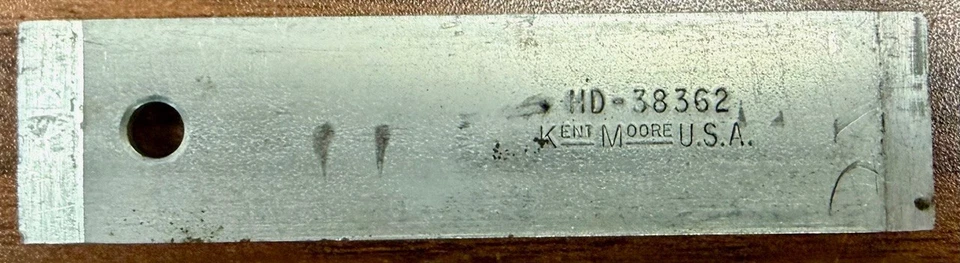 HD-38362
KENT MOORE U.S.A.